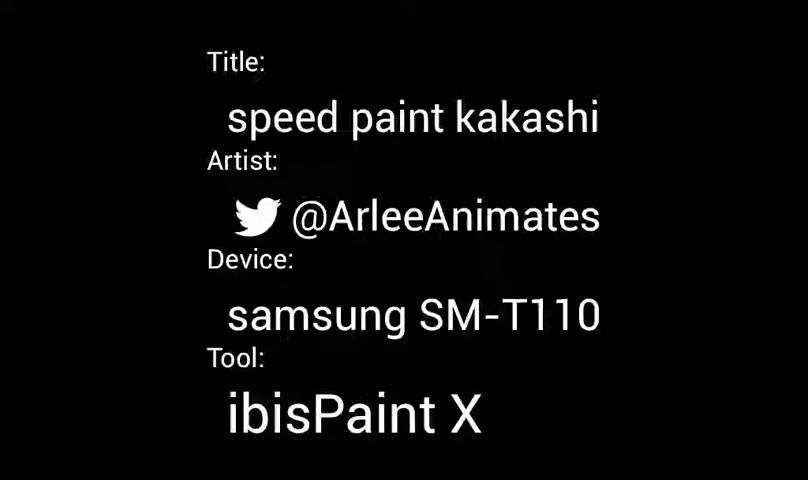 Title:
speed paint kakashi
Artist:
@ArleeAnimates
Device:
samsung SM-T110
Tool:
ibisPaint X